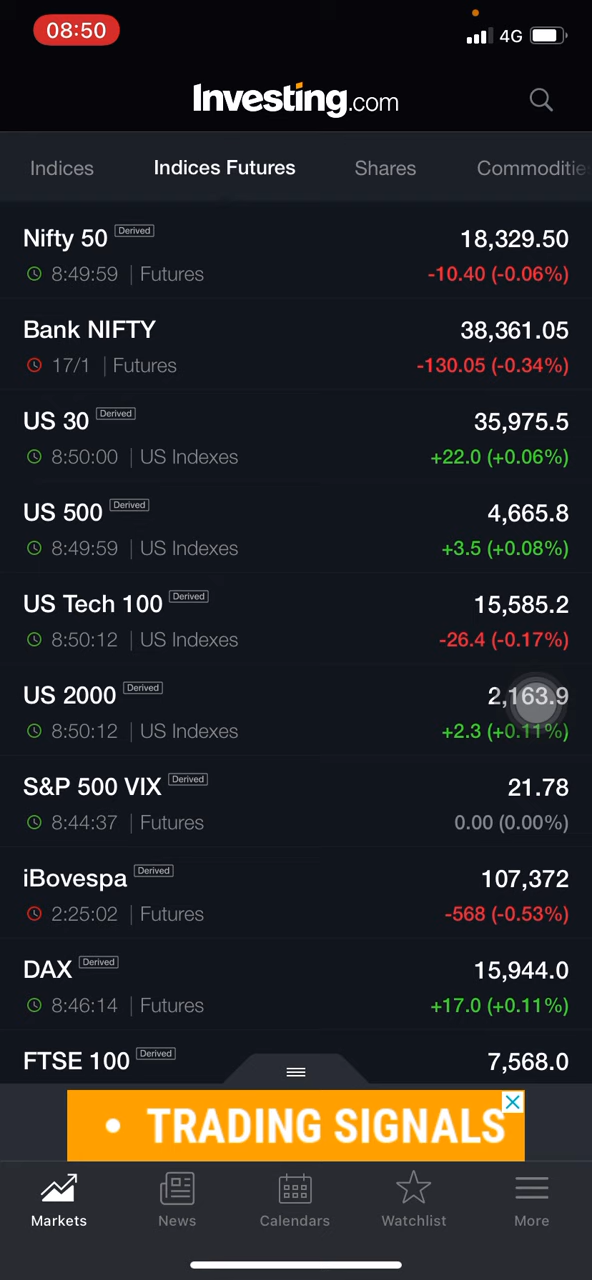 08:50
4G
Investing.com
Indices Indices Futures Shares Commoditie
Nifty 50 Derived 18,329.50
8:49:59 | Futures -10.40 (-0.06%)
Bank NIFTY 38,361.05
17/1 | Futures -130.05 (-0.34%)
US 30 Derived 35,975.5
8:50:00 | US Indexes +22.0 (+0.06%)
US 500 Derived 4,665.8
8:49:59 | US Indexes +3.5 (+0.08%)
US Tech 100 Derived 15,585.2
8:50:12 | US Indexes -26.4 (-0.17%)
US 2000 Derived 2,163.9
8:50:12 | US Indexes +2.3 (+0.11%)
S&P 500 VIX Derived 21.78
8:44:37 | Futures 0.00 (0.00%)
iBovespa Derived 107,372
2:25:02 | Futures -568 (-0.53%)
DAX Derived 15,944.0
8:46:14 | Futures +17.0 (+0.11%)
FTSE 100 Derived 7,568.0
• TRADING SIGNALS
Markets News Calendars Watchlist More